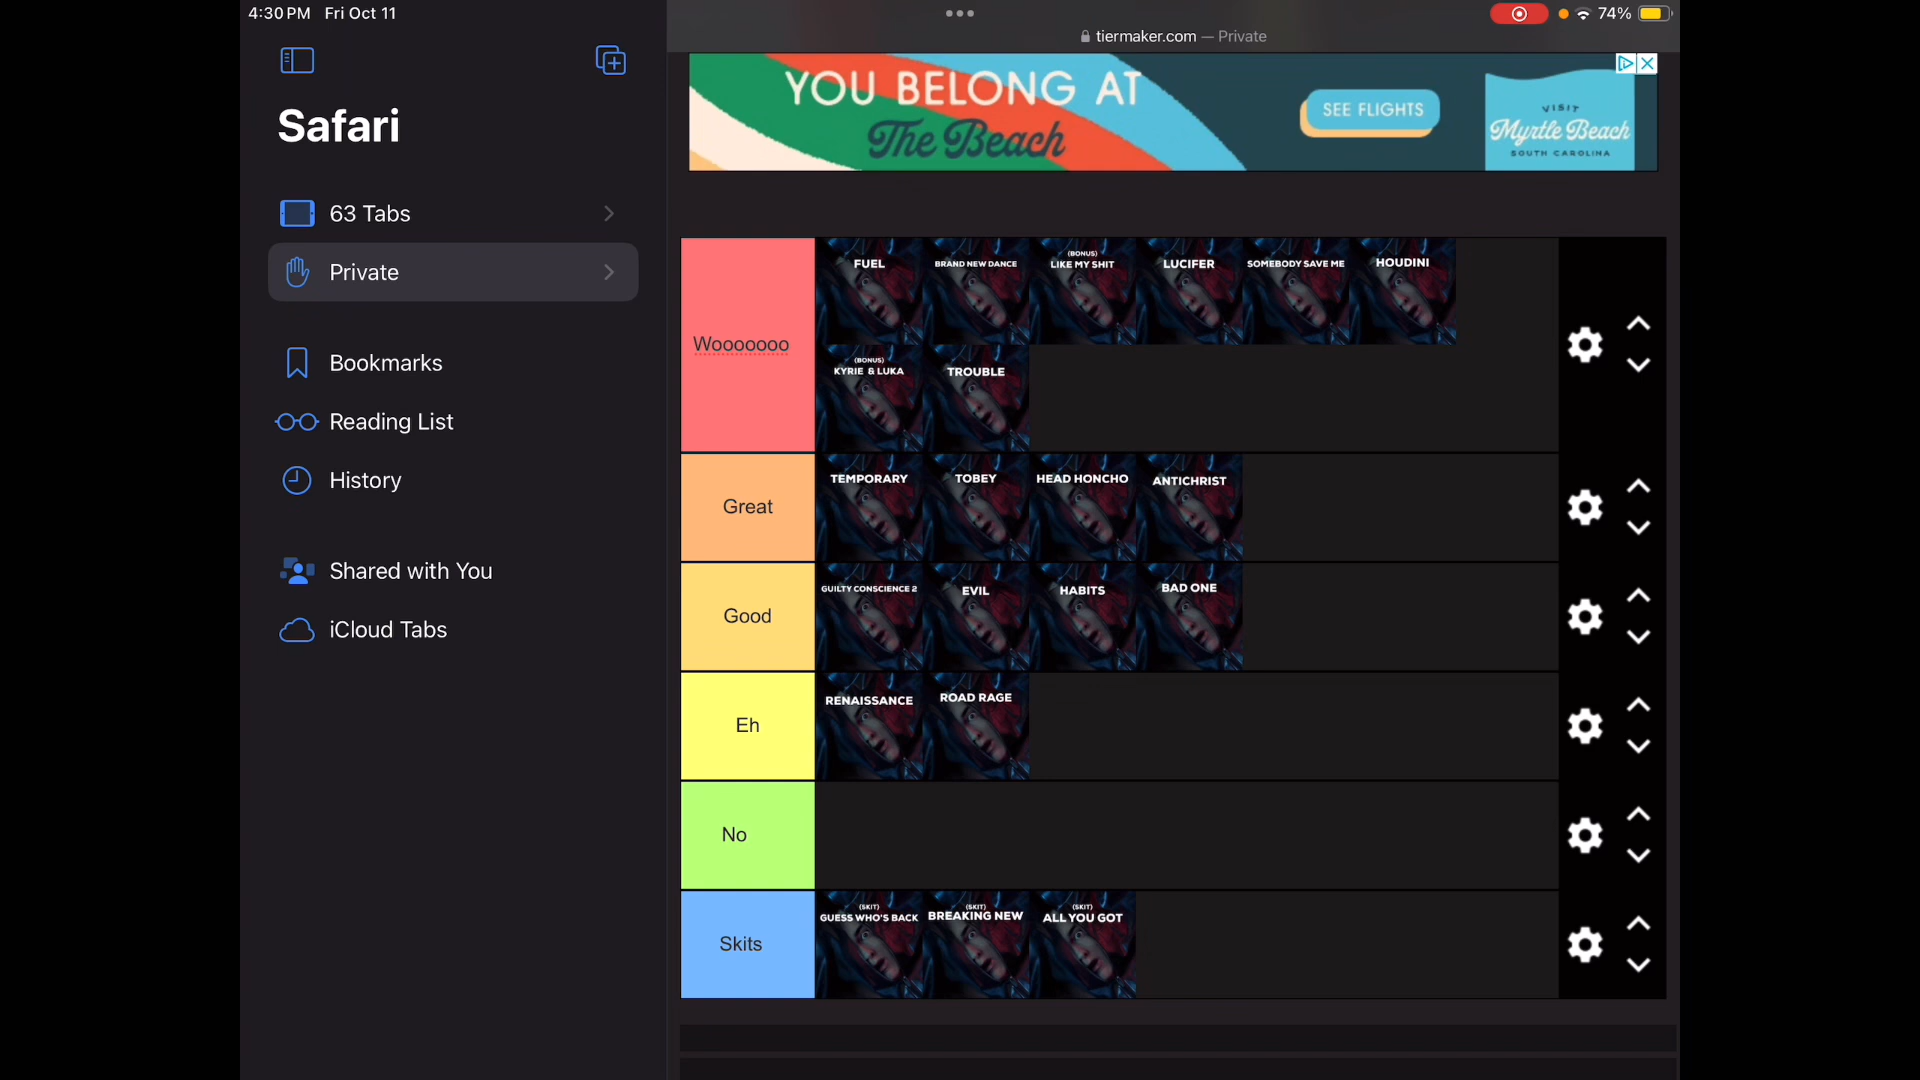 4:30 PM Fri Oct 11
74%
tiermaker.com — Private
Safari
63 Tabs
Private
Bookmarks
Reading List
History
Shared with You
iCloud Tabs
YOU BELONG AT
The Beach
SEE FLIGHTS
VISIT
Myrtle Beach
SOUTH CAROLINA
Wooooooo
FUEL
BRAND NEW DANCE
(BONUS)
LIKE MY SHIT
LUCIFER
SOMEBODY SAVE ME
HOUDINI
(BONUS)
KYRIE & LUKA
TROUBLE
Great
TEMPORARY
TOBEY
HEAD HONCHO
ANTICHRIST
Good
GUILTY CONSCIENCE 2
EVIL
HABITS
BAD ONE
Eh
RENAISSANCE
ROAD RAGE
No
Skits
(SKIT)
GUESS WHO'S BACK
(SKIT)
BREAKING NEW
(SKIT)
ALL YOU GOT